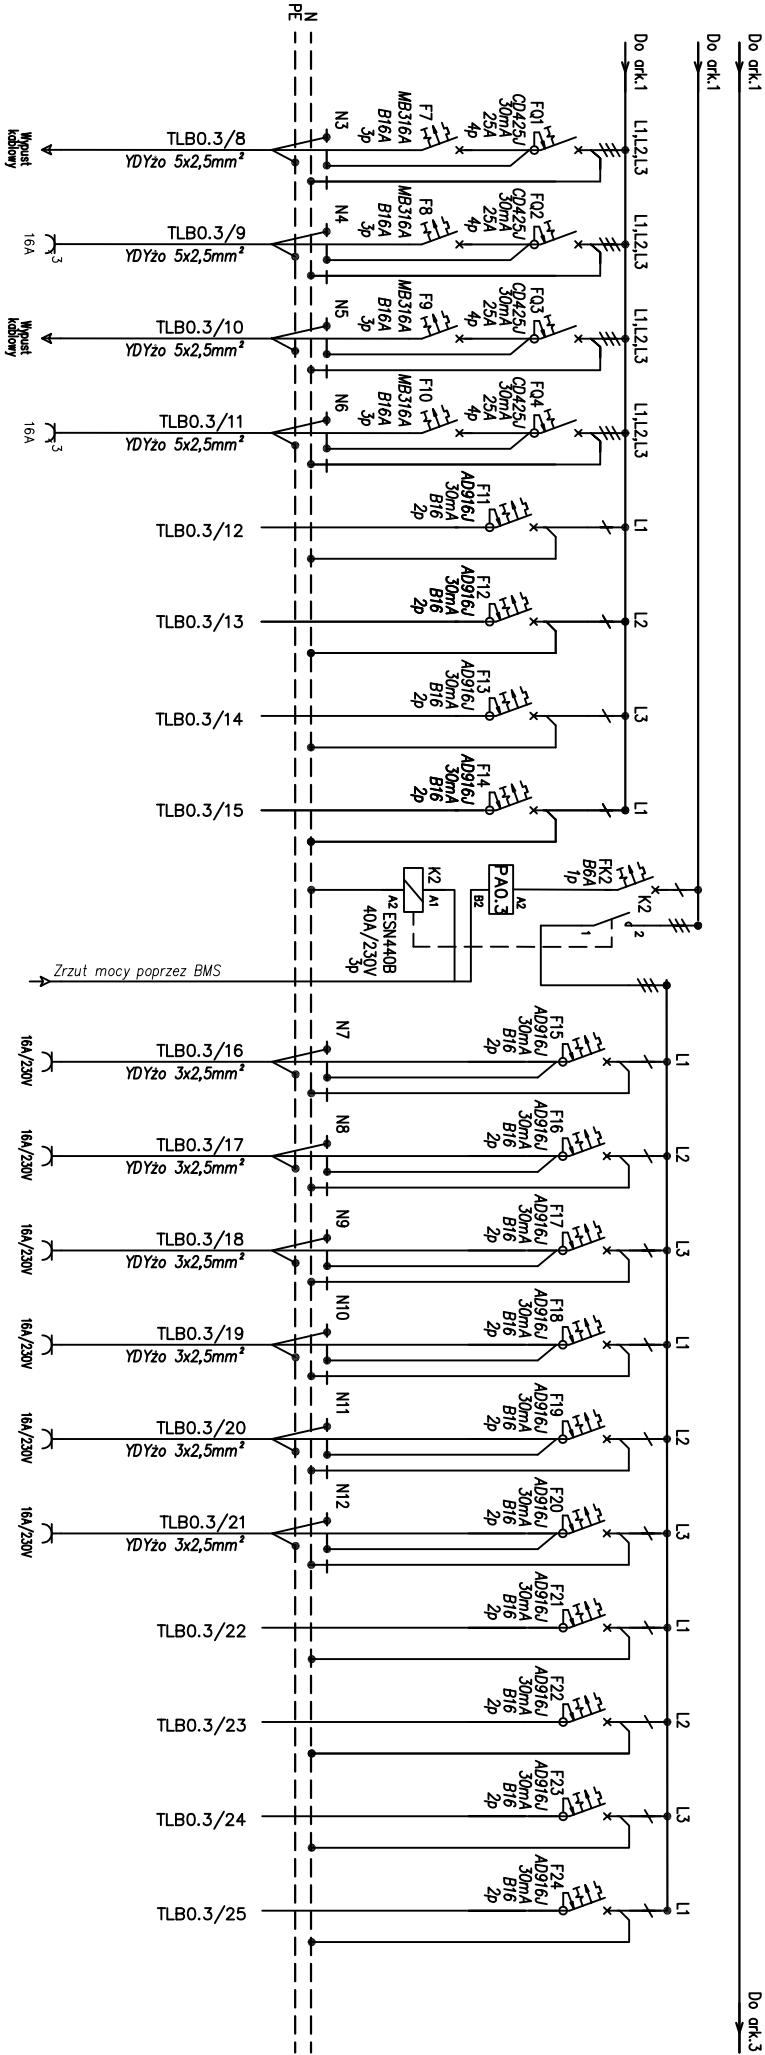 Do ark.1
Do ark.1
Do ark.1
N
PE
L1,L2,L3
FQ1
CD425J
30mA
25A
4p
F7
MB316A
B16A
3p
N3
TLB0.3/8
YDYżo 5x2,5mm²
Wypust
kablowy
L1,L2,L3
FQ2
CD425J
30mA
25A
4p
F8
MB316A
B16A
3p
N4
TLB0.3/9
YDYżo 5x2,5mm²
3
16A
L1,L2,L3
FQ3
CD425J
30mA
25A
4p
F9
MB316A
B16A
3p
N5
TLB0.3/10
YDYżo 5x2,5mm²
Wypust
kablowy
L1,L2,L3
FQ4
CD425J
30mA
25A
4p
F10
MB316A
B16A
3p
N6
TLB0.3/11
YDYżo 5x2,5mm²
3
16A
L1
F11
AD916J
30mA
B16
2p
TLB0.3/12
L2
F12
AD916J
30mA
B16
2p
TLB0.3/13
L3
F13
AD916J
30mA
B16
2p
TLB0.3/14
L1
F14
AD916J
30mA
B16
2p
TLB0.3/15
FK2
B6A
1p
K2
1
2
PA0.3
A2
B2
K2
A1
A2
ESN440B
40A/230V
3p
Zrzut mocy poprzez BMS
L1
F15
AD916J
30mA
B16
2p
N7
TLB0.3/16
YDYżo 3x2,5mm²
16A/230V
L2
F16
AD916J
30mA
B16
2p
N8
TLB0.3/17
YDYżo 3x2,5mm²
16A/230V
L3
F17
AD916J
30mA
B16
2p
N9
TLB0.3/18
YDYżo 3x2,5mm²
16A/230V
L1
F18
AD916J
30mA
B16
2p
N10
TLB0.3/19
YDYżo 3x2,5mm²
16A/230V
L2
F19
AD916J
30mA
B16
2p
N11
TLB0.3/20
YDYżo 3x2,5mm²
16A/230V
L3
F20
AD916J
30mA
B16
2p
N12
TLB0.3/21
YDYżo 3x2,5mm²
16A/230V
L1
F21
AD916J
30mA
B16
2p
TLB0.3/22
L2
F22
AD916J
30mA
B16
2p
TLB0.3/23
L3
F23
AD916J
30mA
B16
2p
TLB0.3/24
L1
F24
AD916J
30mA
B16
2p
TLB0.3/25
Do ark.3